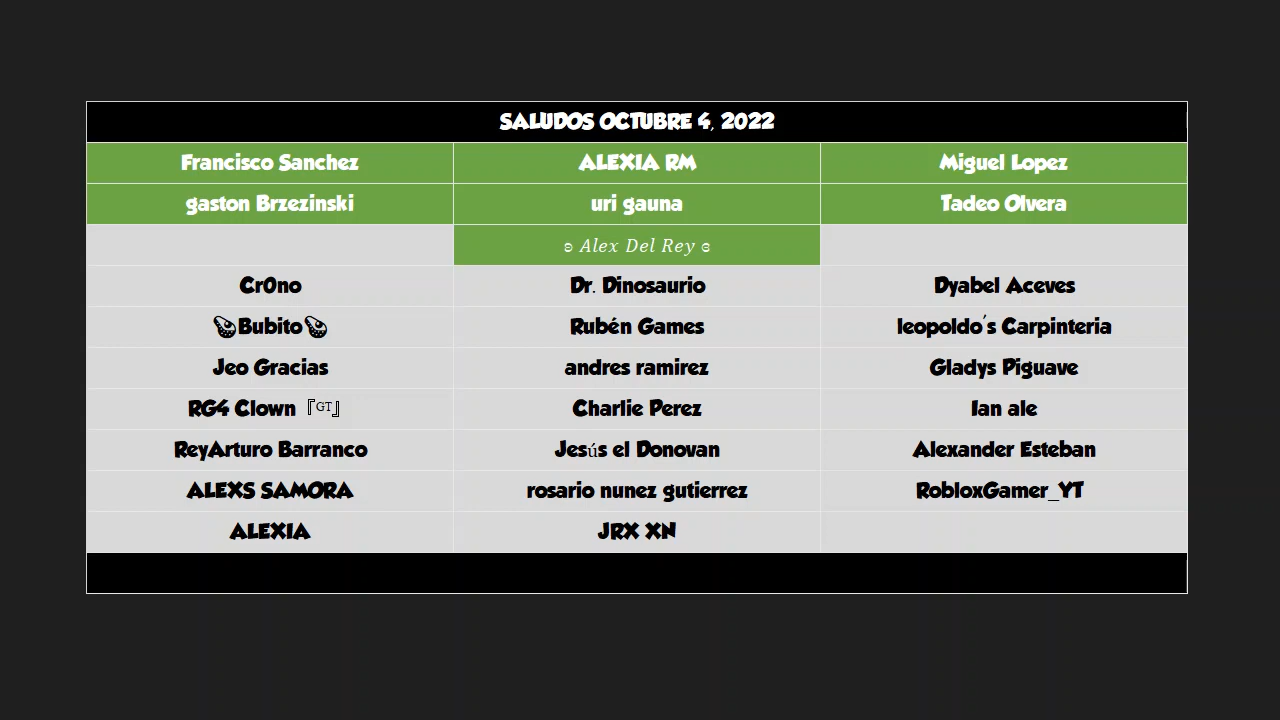 SALUDOS OCTUBRE 4, 2022
Francisco Sanchez ALEXIA RM Miguel Lopez
gaston Brzezinski uri gauna Tadeo Olvera
ʚ Alex Del Rey ɞ
Cr0no Dr. Dinosaurio Dyabel Aceves
Bubito Rubén Games leopoldo´s Carpinteria
Jeo Gracias andres ramirez Gladys Piguave
RG4 Clown『GT』 Charlie Perez Ian ale
ReyArturo Barranco Jesús el Donovan Alexander Esteban
ALEXS SAMORA rosario nunez gutierrez RobloxGamer_YT
ALEXIA JRX XN